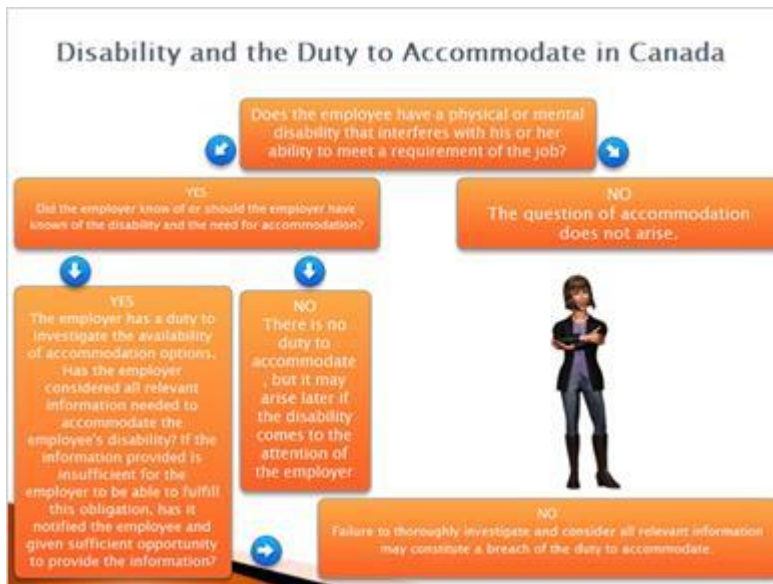 Disability and the Duty to Accommodate in Canada
Does the employee have a physical or mental
disability that interferes with his or her
ability to meet a requirement of the job?
YES
Did the employer know of or should the employer have
known of the disability and the need for accommodation?
NO
The question of accommodation
does not arise.
YES
The employer has a duty to
investigate the availability
of accommodation options.
Has the employer
considered all relevant
information needed to
accommodate the
employee's disability? If the
information provided is
insufficient for the
employer to be able to fulfill
this obligation, has it
notified the employee and
given sufficient opportunity
to provide the information?
NO
There is no
duty to
accommodate
, but it may
arise later if
the disability
comes to the
attention of
the employer
NO
Failure to thoroughly investigate and consider all relevant information
may constitute a breach of the duty to accommodate.